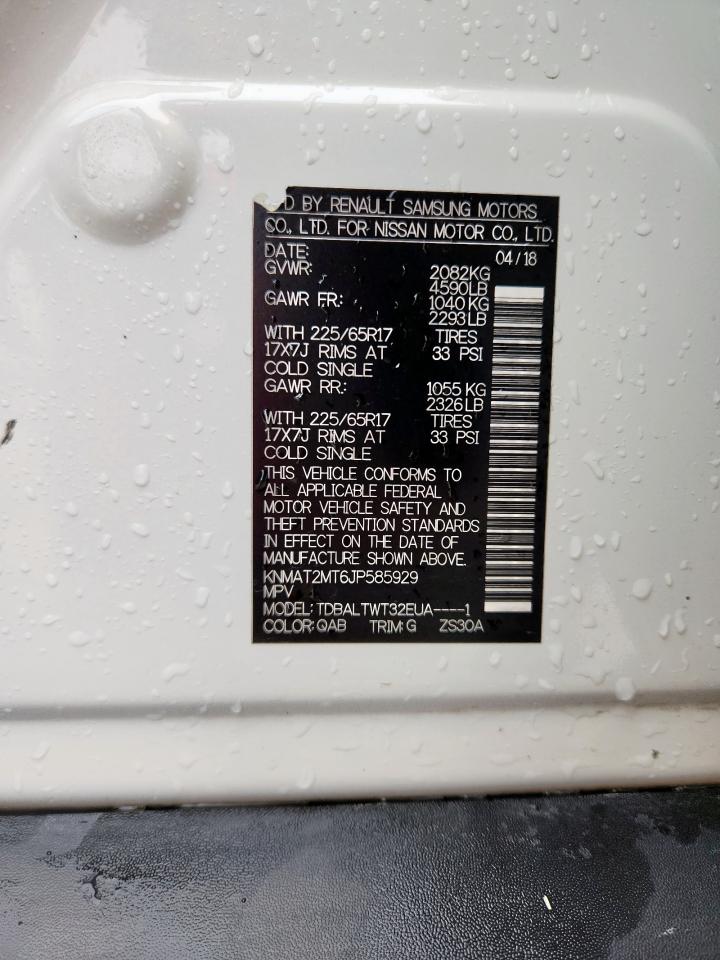 D BY RENAULT SAMSUNG MOTORS
CO., LTD. FOR NISSAN MOTOR CO., LTD.
DATE: 04/18
GVWR: 2082KG
4590LB
GAWR FR.: 1040 KG
2293 LB
WITH 225/65R17 TIRES
17X7J RIMS AT 33 PSI
COLD SINGLE
GAWR RR.: 1055 KG
2326 LB
WITH 225/65R17 TIRES
17X7J RIMS AT 33 PSI
COLD SINGLE
THIS VEHICLE CONFORMS TO
ALL APPLICABLE FEDERAL
MOTOR VEHICLE SAFETY AND
THEFT PREVENTION STANDARDS
IN EFFECT ON THE DATE OF
MANUFACTURE SHOWN ABOVE.
KNMAT2MT6JP585929
MPV
MODEL: TDBALTWT32EUA----1
COLOR: QAB TRIM: G ZS30A